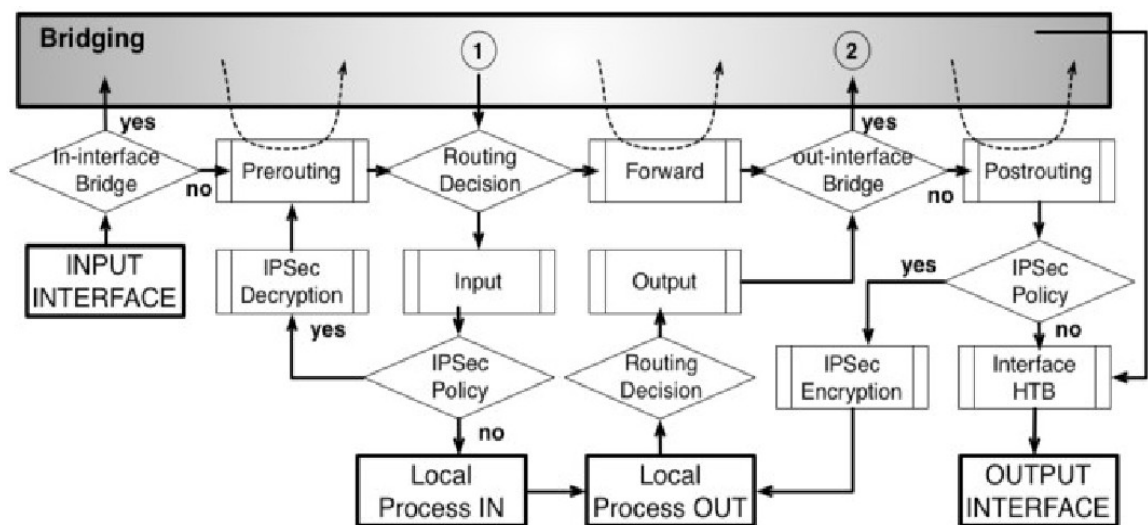 Bridging
1
2
yes
yes
In-interface
Bridge
no
Prerouting
Routing
Decision
Forward
out-interface
Bridge
no
Postrouting
INPUT
INTERFACE
IPSec
Decryption
Input
Output
yes
IPSec
Policy
yes
no
IPSec
Policy
Routing
Decision
IPSec
Encryption
Interface
HTB
no
Local
Process IN
Local
Process OUT
OUTPUT
INTERFACE